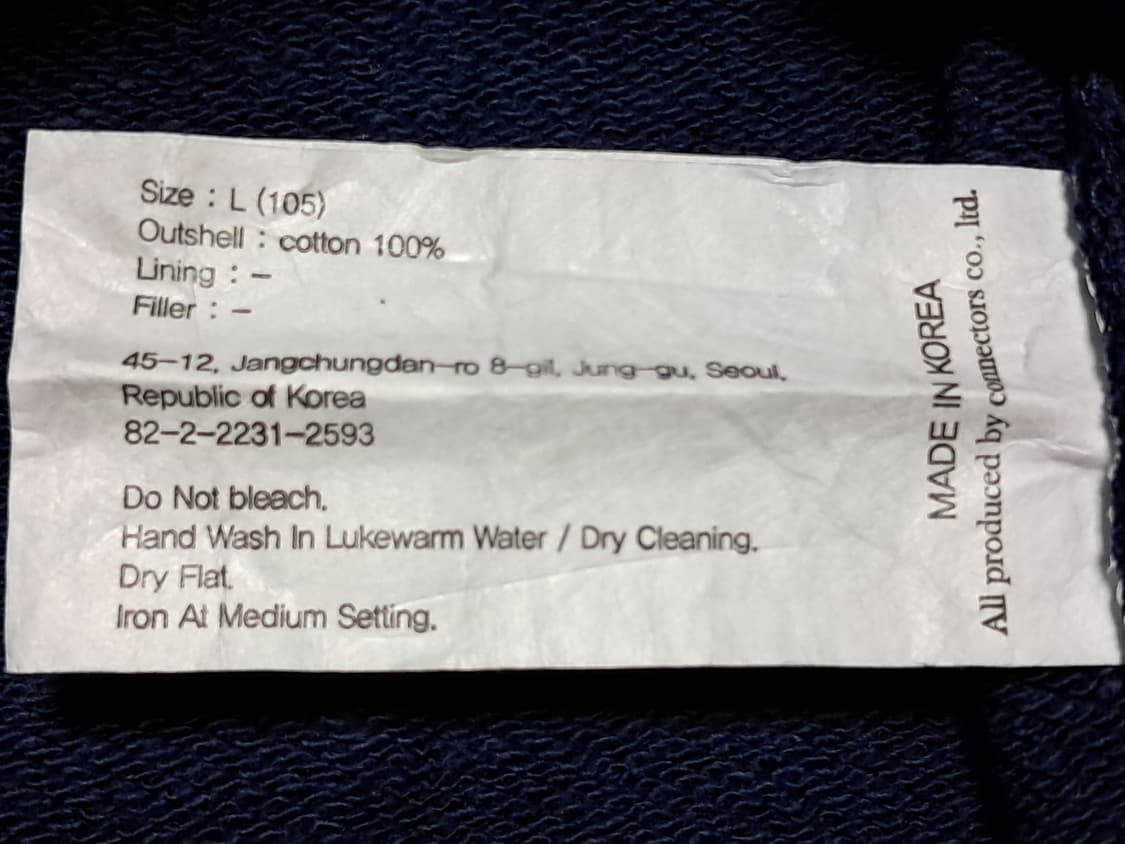 Size : L (105)
Outshell : cotton 100%
Lining : –
Filler : –
45–12, Jangchungdan–ro 8–gil, Jung–gu, Seoul,
Republic of Korea
82–2–2231–2593
Do Not bleach.
Hand Wash In Lukewarm Water / Dry Cleaning.
Dry Flat.
Iron At Medium Setting.
MADE IN KOREA
All produced by connectors co., ltd.